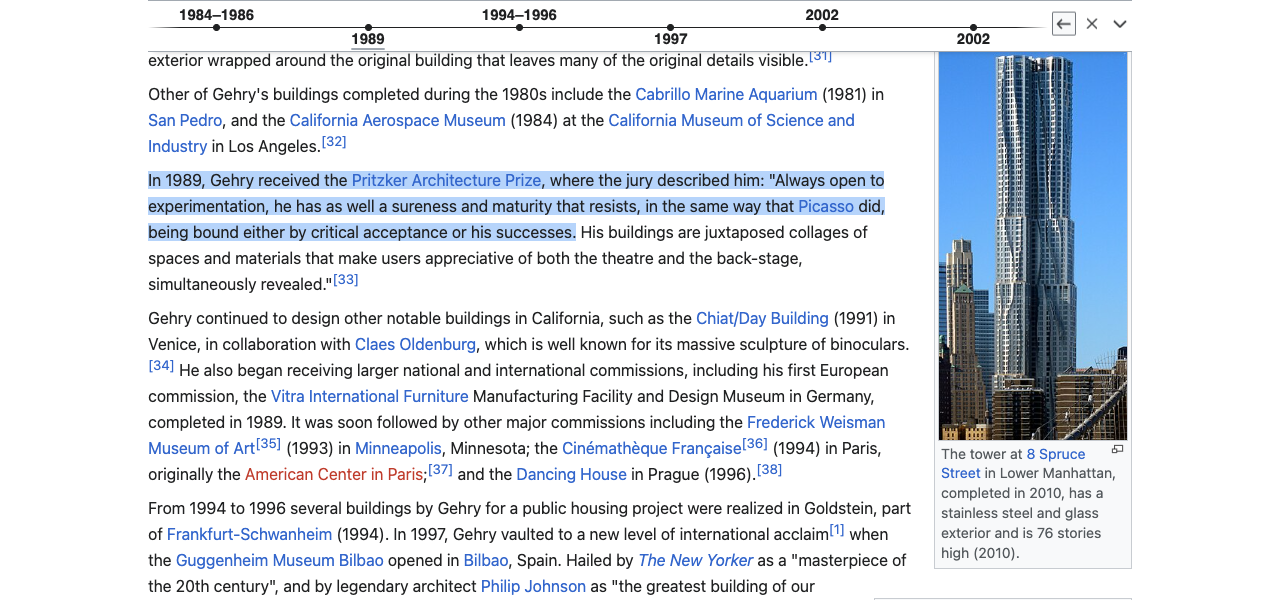 1984–1986
1994–1996
2002
1989
1997
2002
exterior wrapped around the original building that leaves many of the original details visible.[31]
Other of Gehry's buildings completed during the 1980s include the Cabrillo Marine Aquarium (1981) in
San Pedro, and the California Aerospace Museum (1984) at the California Museum of Science and
Industry in Los Angeles.[32]
In 1989, Gehry received the Pritzker Architecture Prize, where the jury described him: "Always open to
experimentation, he has as well a sureness and maturity that resists, in the same way that Picasso did,
being bound either by critical acceptance or his successes. His buildings are juxtaposed collages of
spaces and materials that make users appreciative of both the theatre and the back-stage,
simultaneously revealed."[33]
Gehry continued to design other notable buildings in California, such as the Chiat/Day Building (1991) in
Venice, in collaboration with Claes Oldenburg, which is well known for its massive sculpture of binoculars.
[34] He also began receiving larger national and international commissions, including his first European
commission, the Vitra International Furniture Manufacturing Facility and Design Museum in Germany,
completed in 1989. It was soon followed by other major commissions including the Frederick Weisman
Museum of Art[35] (1993) in Minneapolis, Minnesota; the Cinémathèque Française[36] (1994) in Paris,
originally the American Center in Paris;[37] and the Dancing House in Prague (1996).[38]
From 1994 to 1996 several buildings by Gehry for a public housing project were realized in Goldstein, part
of Frankfurt-Schwanheim (1994). In 1997, Gehry vaulted to a new level of international acclaim[1] when
the Guggenheim Museum Bilbao opened in Bilbao, Spain. Hailed by The New Yorker as a "masterpiece of
the 20th century", and by legendary architect Philip Johnson as "the greatest building of our
The tower at 8 Spruce
Street in Lower Manhattan,
completed in 2010, has a
stainless steel and glass
exterior and is 76 stories
high (2010).